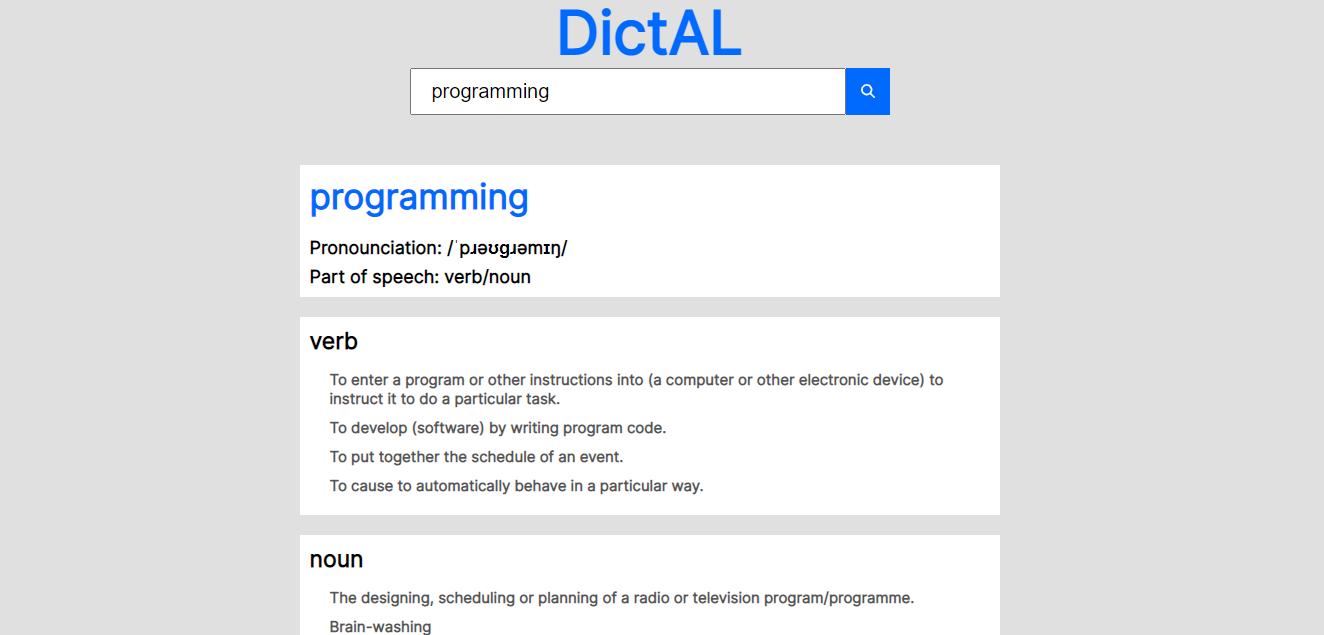 DictAL
programming
programming
Pronounciation: /ˈpɹəʊɡɹəmɪŋ/
Part of speech: verb/noun
verb
To enter a program or other instructions into (a computer or other electronic device) to
instruct it to do a particular task.
To develop (software) by writing program code.
To put together the schedule of an event.
To cause to automatically behave in a particular way.
noun
The designing, scheduling or planning of a radio or television program/programme.
Brain-washing